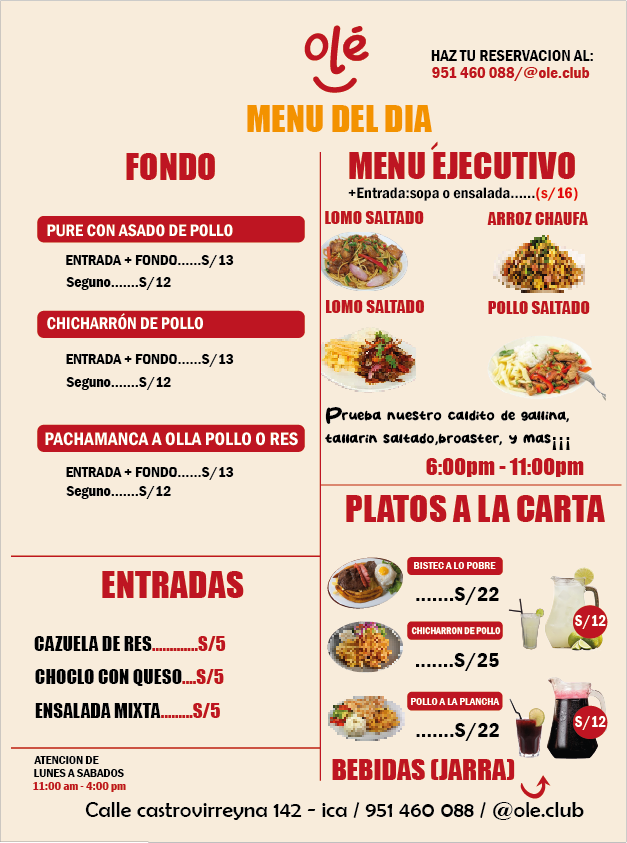 olé
HAZ TU RESERVACION AL:
951 460 088/@ole.club
MENU DEL DIA
FONDO
PURE CON ASADO DE POLLO
ENTRADA + FONDO......S/13
Seguno.......S/12
CHICHARRÓN DE POLLO
ENTRADA + FONDO......S/13
Seguno.......S/12
PACHAMANCA A OLLA POLLO O RES
ENTRADA + FONDO......S/13
Seguno.......S/12
ENTRADAS
CAZUELA DE RES.............S/5
CHOCLO CON QUESO....S/5
ENSALADA MIXTA.........S/5
ATENCION DE
LUNES A SABADOS
11:00 am - 4:00 pm
MENU ÉJECUTIVO
+Entrada:sopa o ensalada......(s/16)
LOMO SALTADO
ARROZ CHAUFA
LOMO SALTADO
POLLO SALTADO
Prueba nuestro caldito de gallina,
tallarin saltado,broaster, y mas¡¡¡
6:00pm - 11:00pm
PLATOS A LA CARTA
BISTEC A LO POBRE
.......S/22
CHICHARRON DE POLLO
.......S/25
POLLO A LA PLANCHA
.......S/22
S/12
S/12
BEBIDAS (JARRA)
Calle castrovirreyna 142 - ica / 951 460 088 / @ole.club